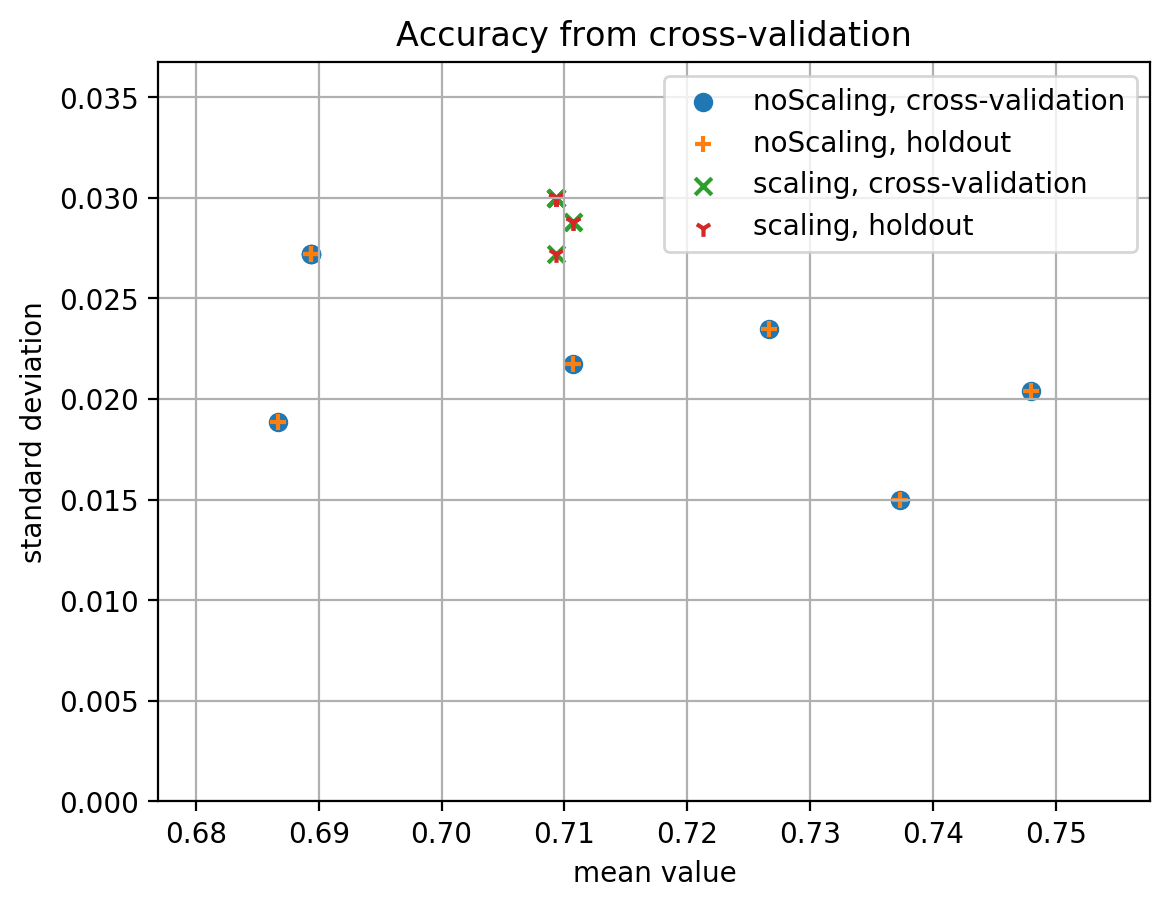 Accuracy from cross-validation
noScaling, cross-validation
noScaling, holdout
scaling, cross-validation
scaling, holdout
standard deviation
0.035
0.030
0.025
0.020
0.015
0.010
0.005
0.000
0.68 0.69 0.70 0.71 0.72 0.73 0.74 0.75
mean value